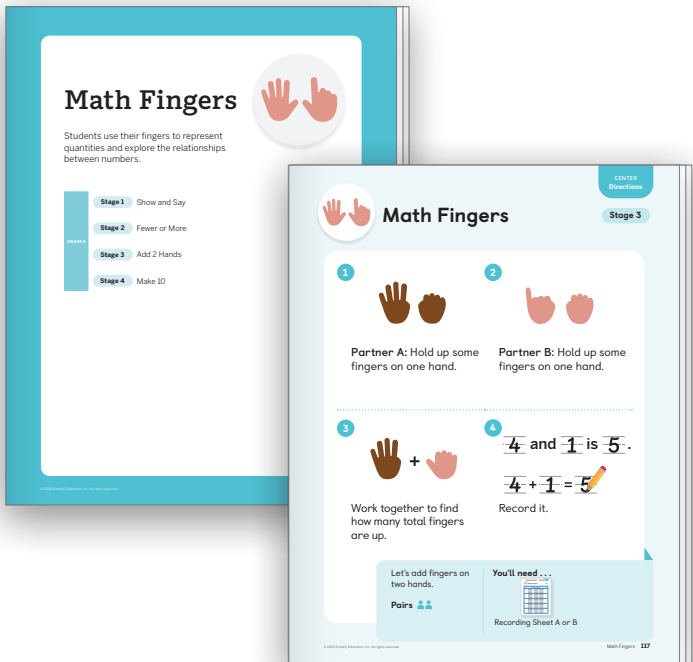 Math Fingers
Students use their fingers to represent
quantities and explore the relationships
between numbers.
Stage 1 Show and Say
Stage 2 Fewer or More
Stage 3 Add 2 Hands
Stage 4 Make 10
CENTER
Directions
Math Fingers
Stage 3
1
Partner A: Hold up some
fingers on one hand.
2
Partner B: Hold up some
fingers on one hand.
3
+
Work together to find
how many total fingers
are up.
4
4 and 1 is 5 .
4 + 1 = 5
Record it.
Let's add fingers on
two hands.
Pairs
You'll need . . .
Recording Sheet A or B
Math Fingers 117